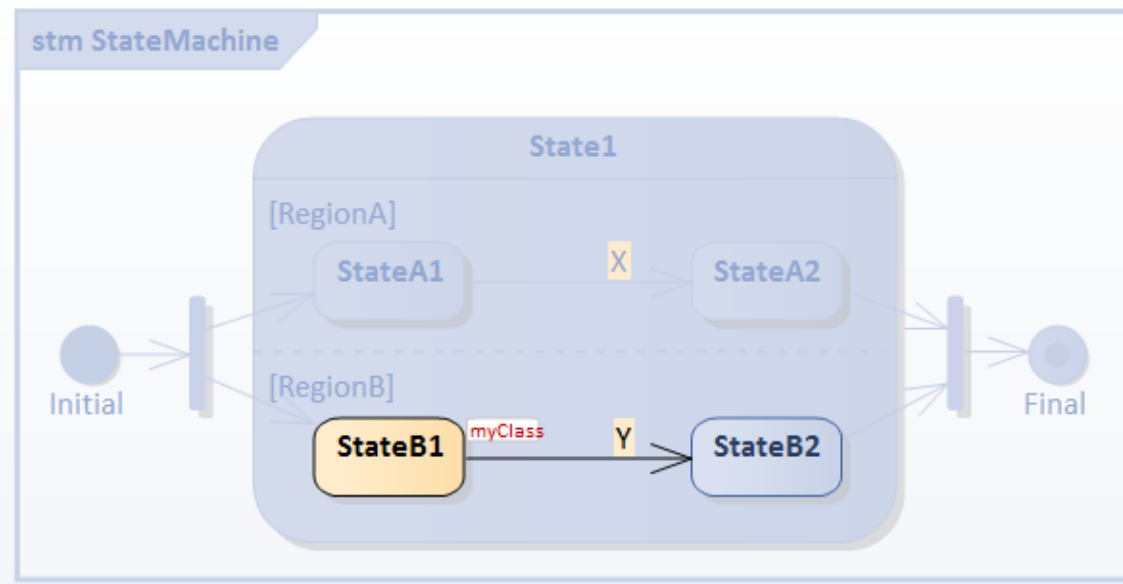 stm StateMachine
State1
[RegionA]
StateA1
X
StateA2
Initial
[RegionB]
Final
StateB1
myClass
Y
StateB2